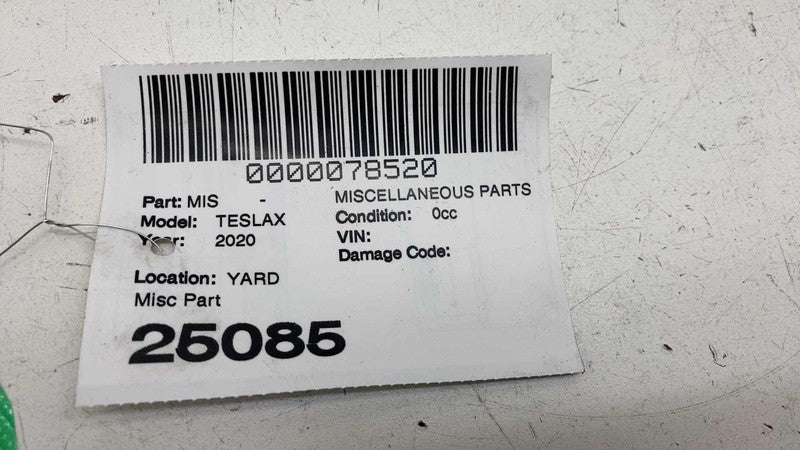 0000078520
Part: MIS - MISCELLANEOUS PARTS
Model: TESLAX Condition: 0cc
Year: 2020 VIN:
Damage Code:
Location: YARD
Misc Part
25085